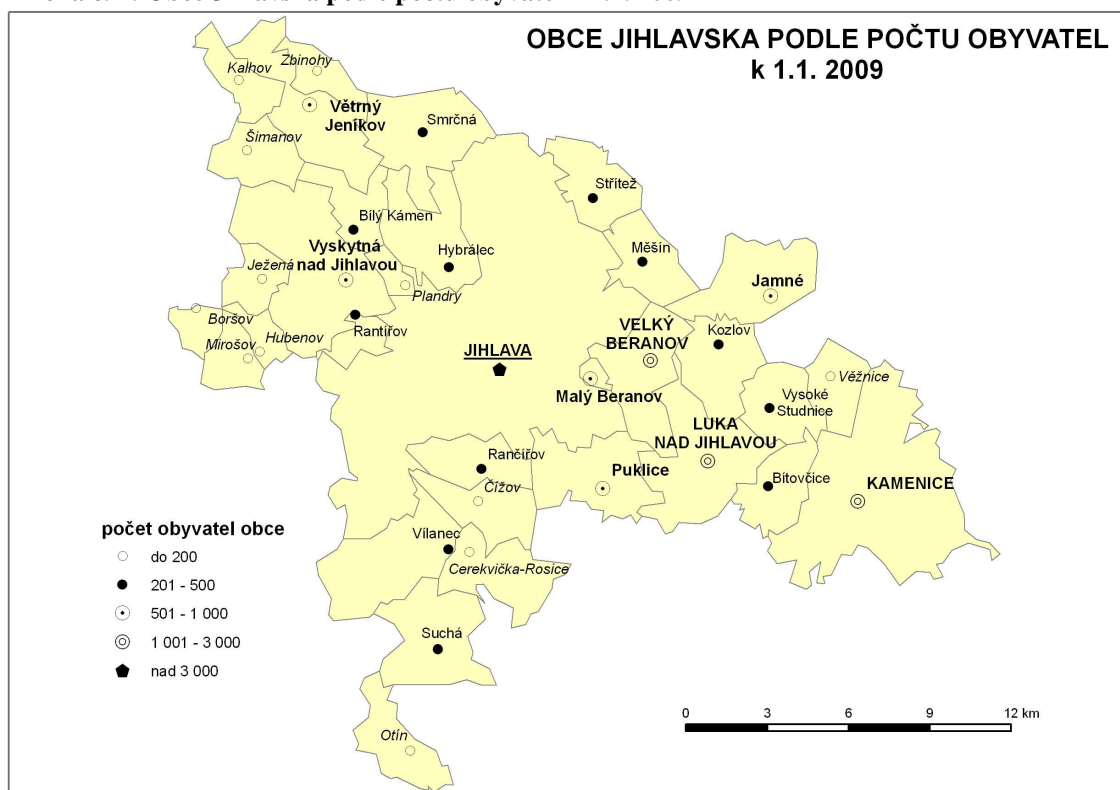 OBCE JIHLAVSKA PODLE POČTU OBYVATEL
k 1.1. 2009
Zbinohy
Kalhov
Větrný
Jeníkov
Smrčná
Šimanov
Střítež
Bílý Kámen
Vyskytná
nad Jihlavou
Hybrálec
Měšín
Ježená
Plandry
Jamné
Boršov
Rantířov
Hubenov
Mirošov
VELKÝ
BERANOV
Kozlov
JIHLAVA
Malý Beranov
Věžnice
Vysoké
Studnice
LUKA
NAD JIHLAVOU
Rančířov
Puklice
Bítovčice
KAMENICE
Čížov
Vílanec
Cerekvička-Rosice
Suchá
Otín
počet obyvatel obce
do 200
201 - 500
501 - 1 000
1 001 - 3 000
nad 3 000
0 3 6 9 12 km